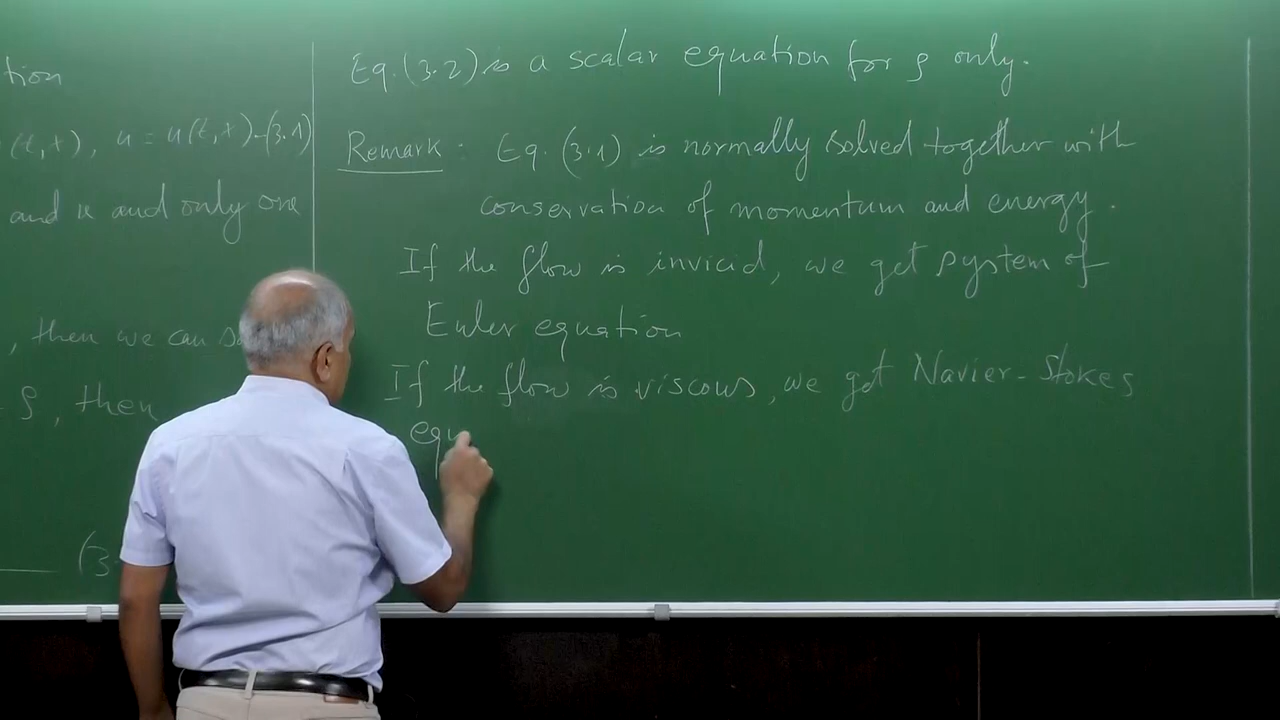 tion
(t,x), u = u(t,x) - (3.1)
and u and only one
, then we can
ρ, then
(3
Eq. (3.2) is a scalar equation for ρ only.
Remark. Eq. (3.1) is normally solved together with
conservation of momentum and energy.
If the flow is invicid, we get system of
Euler equation
If the flow is viscous, we get Navier-Stokes
equ